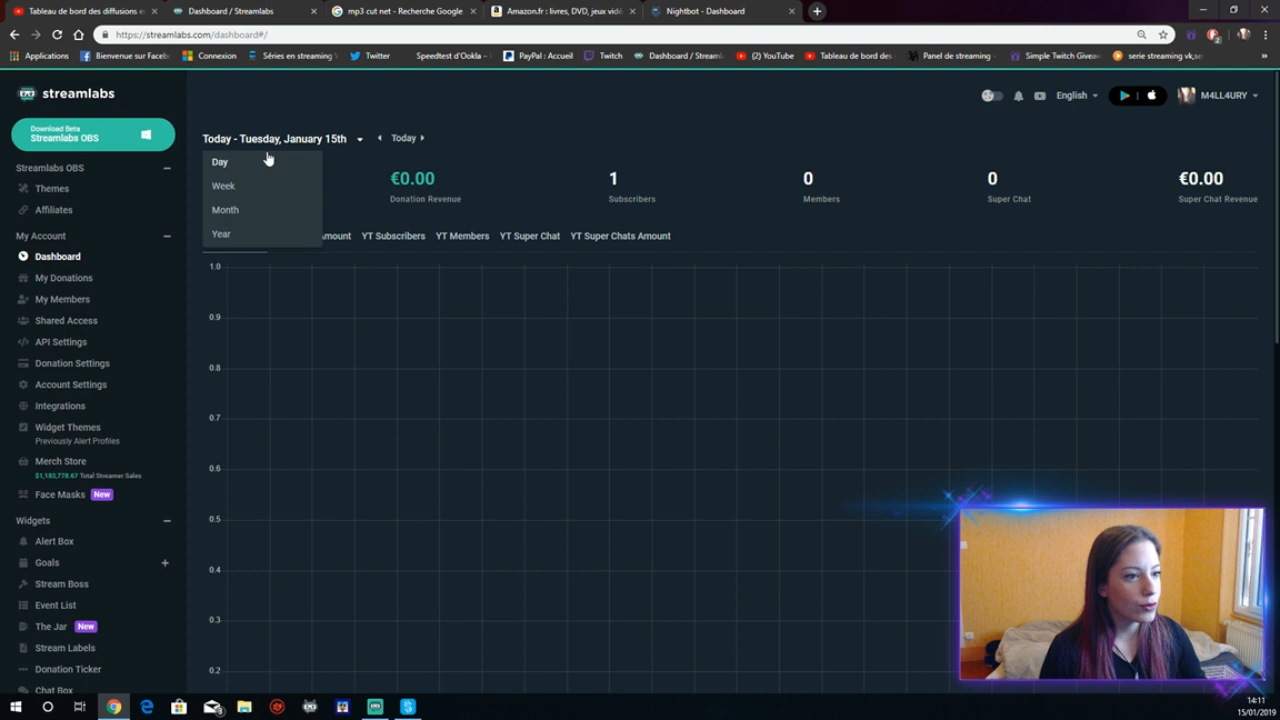 Tableau de bord des diffusions e
Dashboard / Streamlabs
mp3 cut net - Recherche Google
Amazon.fr : livres, DVD, jeux vidé
Nightbot - Dashboard
https://streamlabs.com/dashboard#/
Applications
Bienvenue sur Faceb
Connexion
Séries en streaming
Twitter
Speedtest d'Ookla –
PayPal : Accueil
Twitch
Dashboard / Streaml
(2) YouTube
Tableau de bord des
Panel de streaming -
Simple Twitch Givea
serie streaming vk,se
streamlabs
English
M4LL4URY
Download Beta
Streamlabs OBS
Streamlabs OBS
Themes
Affiliates
My Account
Dashboard
My Donations
My Members
Shared Access
API Settings
Donation Settings
Account Settings
Integrations
Widget Themes
Previously Alert Profiles
Merch Store
$1,183,778.67 Total Streamer Sales
Face Masks New
Widgets
Alert Box
Goals
Stream Boss
Event List
The Jar New
Stream Labels
Donation Ticker
Chat Box
Today - Tuesday, January 15th
Today
Day
Week
Month
Year
€0.00
Donation Revenue
1
Subscribers
0
Members
0
Super Chat
€0.00
Super Chat Revenue
mount
YT Subscribers
YT Members
YT Super Chat
YT Super Chats Amount
1.0
0.9
0.8
0.7
0.6
0.5
0.4
0.3
0.2
14:11
15/01/2019